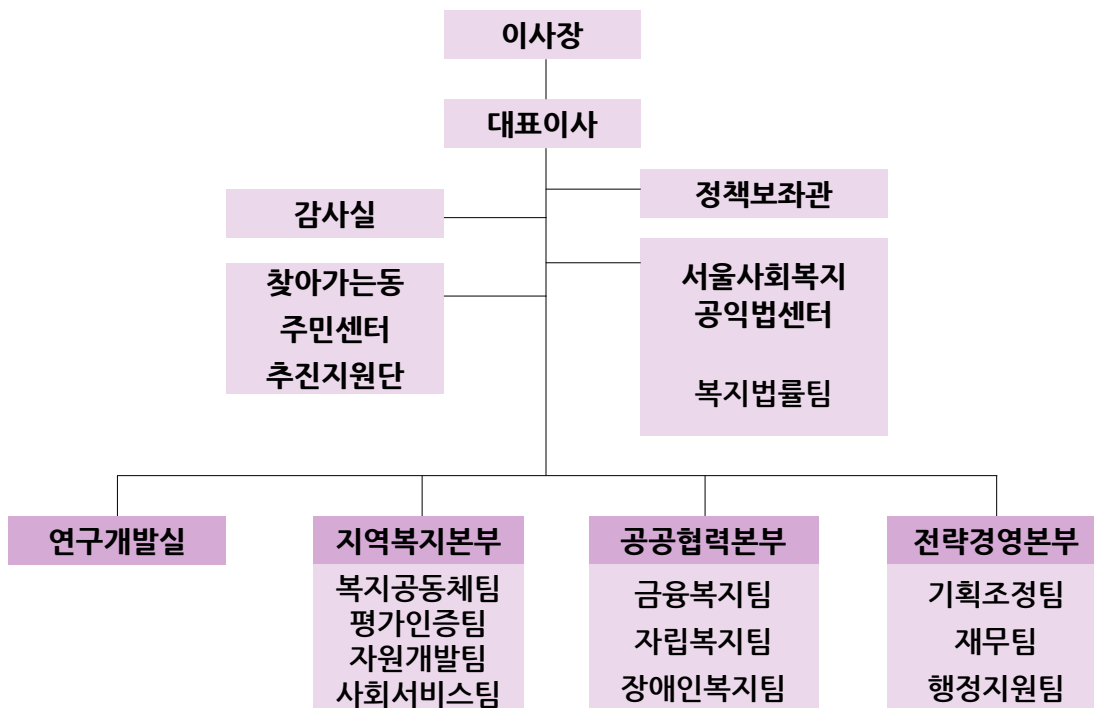 이사장
대표이사
정책보좌관
감사실
찾아가는동
주민센터
추진지원단
서울사회복지
공익법센터
복지법률팀
연구개발실
지역복지본부
복지공동체팀
평가인증팀
자원개발팀
사회서비스팀
공공협력본부
금융복지팀
자립복지팀
장애인복지팀
전략경영본부
기획조정팀
재무팀
행정지원팀